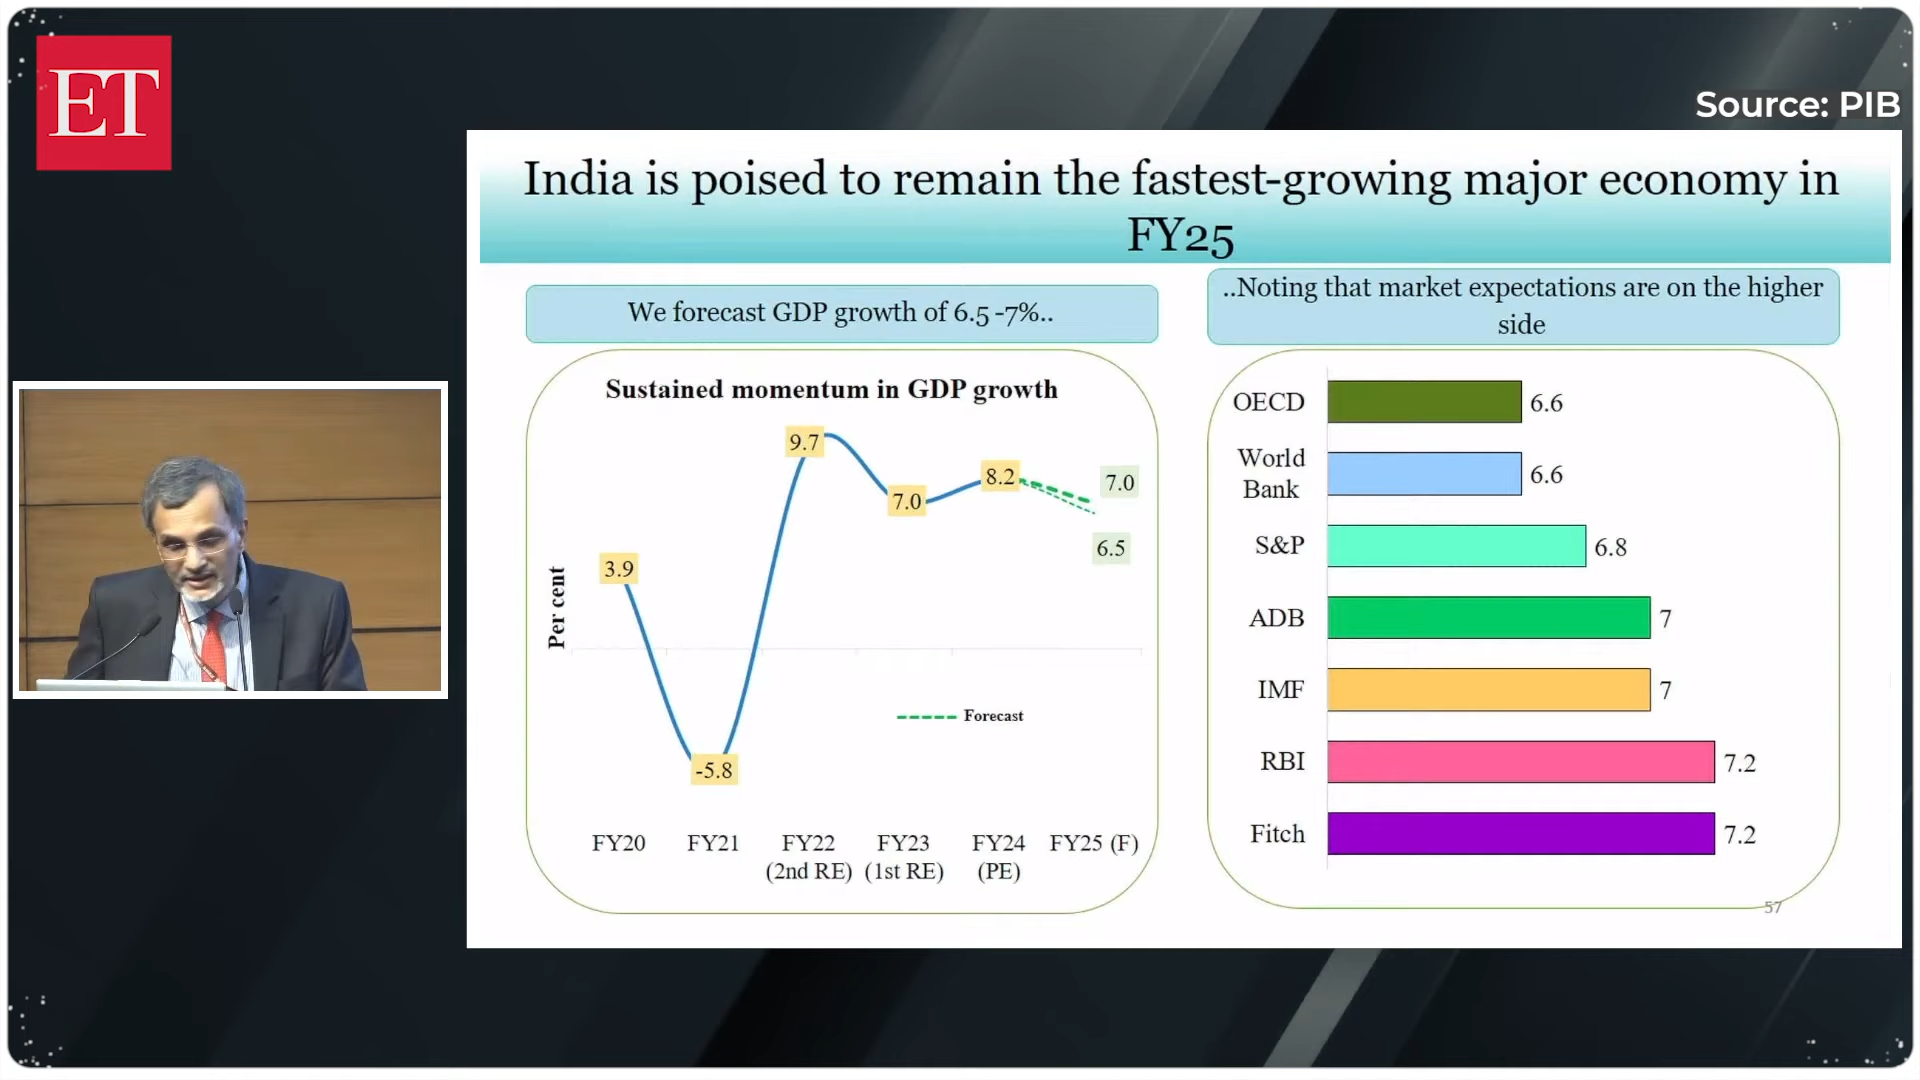 ET
Source: PIB
India is poised to remain the fastest-growing major economy in
FY25
We forecast GDP growth of 6.5 -7%..
Sustained momentum in GDP growth
Per cent
3.9
-5.8
9.7
7.0
8.2
7.0
6.5
Forecast
FY20
FY21
FY22
(2nd RE)
FY23
(1st RE)
FY24
(PE)
FY25 (F)
..Noting that market expectations are on the higher
side
OECD
6.6
World
Bank
6.6
S&P
6.8
ADB
7
IMF
7
RBI
7.2
Fitch
7.2
57